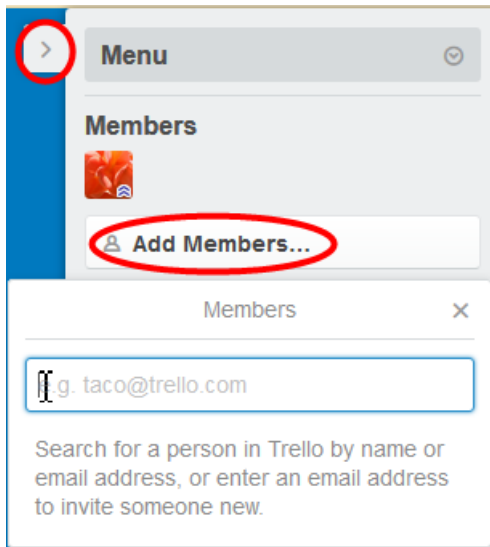 Menu
Members
Add Members...
Members
e.g. taco@trello.com
Search for a person in Trello by name or
email address, or enter an email address
to invite someone new.